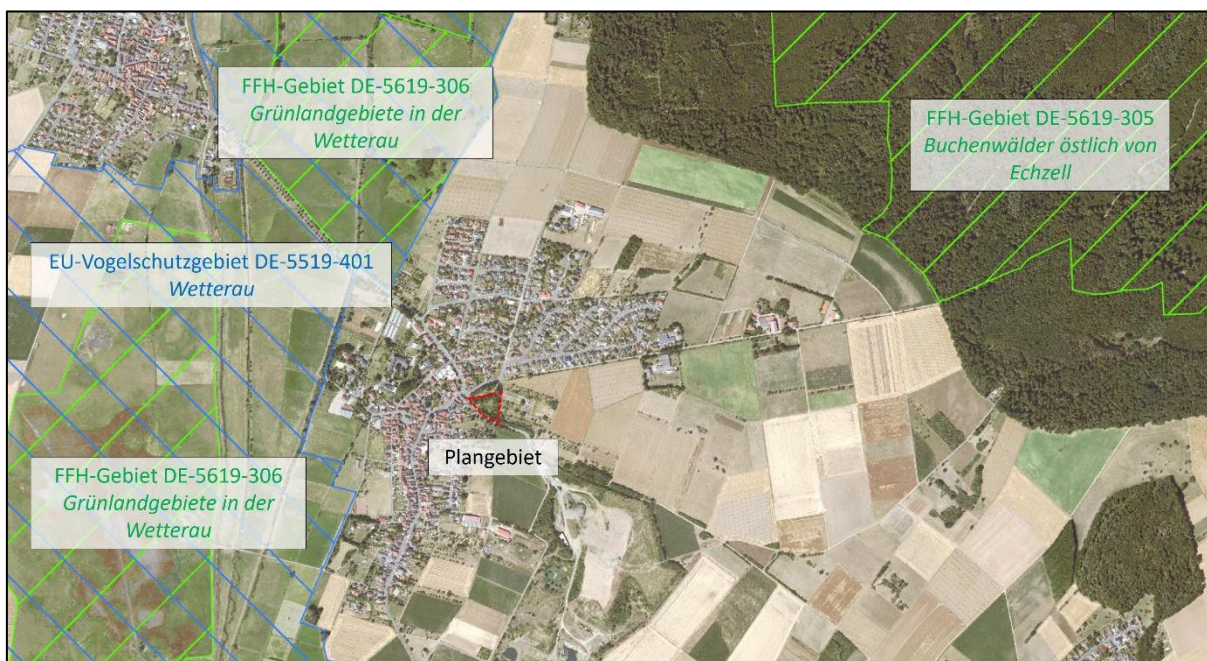 FFH-Gebiet DE-5619-306
Grünlandgebiete in der
Wetterau
FFH-Gebiet DE-5619-305
Buchenwälder östlich von
Echzell
EU-Vogelschutzgebiet DE-5519-401
Wetterau
Plangebiet
FFH-Gebiet DE-5619-306
Grünlandgebiete in der
Wetterau